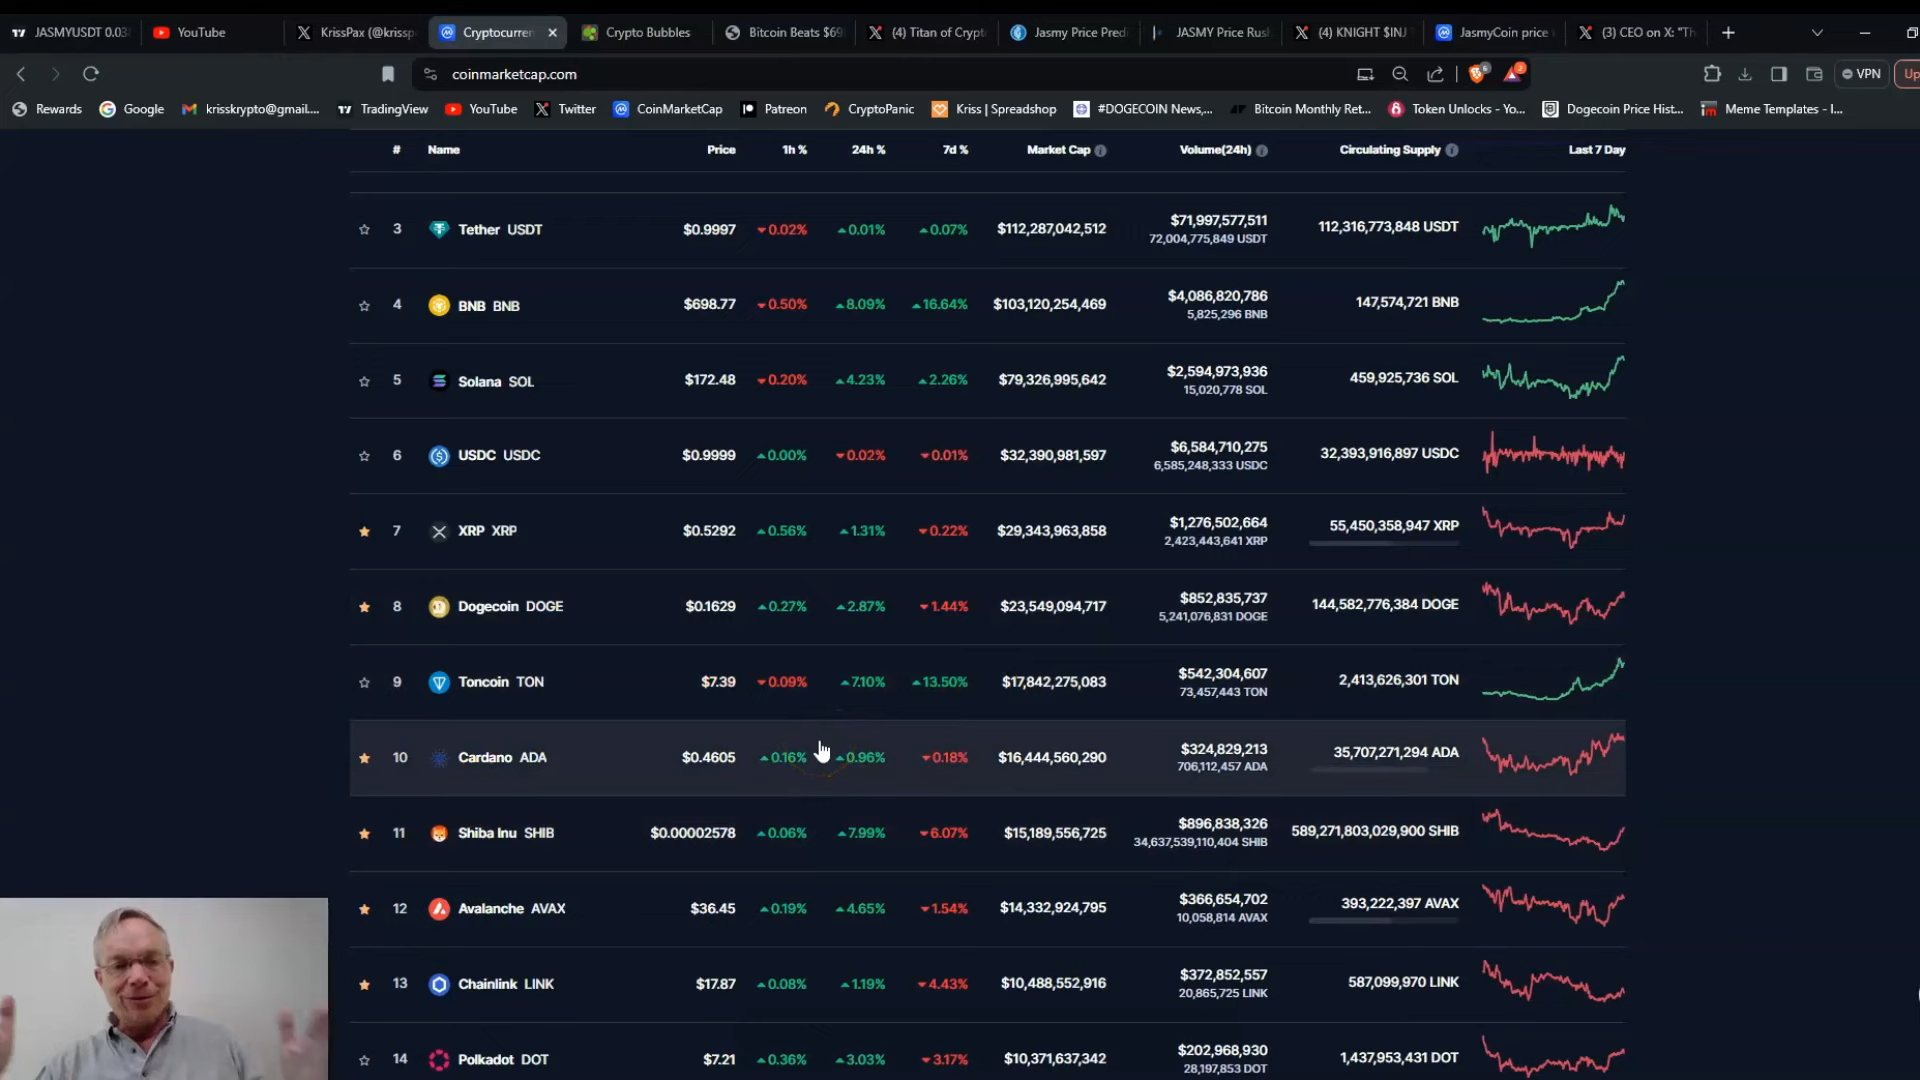 JASMYUSDT 0.03
YouTube
KrissPax (@krissp
Cryptocurren
Crypto Bubbles
Bitcoin Beats $69
(4) Titan of Crypt
Jasmy Price Pred
JASMY Price Rus
(4) KNIGHT $INJ
JasmyCoin price
(3) CEO on X: "Th
coinmarketcap.com
6
2
VPN
Up
Rewards
Google
krisskrypto@gmail....
TradingView
YouTube
Twitter
CoinMarketCap
Patreon
CryptoPanic
Kriss | Spreadshop
#DOGECOIN News,...
Bitcoin Monthly Ret...
Token Unlocks - Yo...
Dogecoin Price Hist...
Meme Templates - I...
# Name Price 1h % 24h % 7d % Market Cap Volume(24h) Circulating Supply Last 7 Day
3 Tether USDT $0.9997 0.02% 0.01% 0.07% $112,287,042,512 $71,997,577,511 112,316,773,848 USDT
72,004,775,849 USDT
4 BNB BNB $698.77 0.50% 8.09% 16.64% $103,120,254,469 $4,086,820,786 147,574,721 BNB
5,825,296 BNB
5 Solana SOL $172.48 0.20% 4.23% 2.26% $79,326,995,642 $2,594,973,936 459,925,736 SOL
15,020,778 SOL
6 USDC USDC $0.9999 0.00% 0.02% 0.01% $32,390,981,597 $6,584,710,275 32,393,916,897 USDC
6,585,248,333 USDC
7 XRP XRP $0.5292 0.56% 1.31% 0.22% $29,343,963,858 $1,276,502,664 55,450,358,947 XRP
2,423,443,641 XRP
8 Dogecoin DOGE $0.1629 0.27% 2.87% 1.44% $23,549,094,717 $852,835,737 144,582,776,384 DOGE
5,241,076,831 DOGE
9 Toncoin TON $7.39 0.09% 7.10% 13.50% $17,842,275,083 $542,304,607 2,413,626,301 TON
73,457,443 TON
10 Cardano ADA $0.4605 0.16% 0.96% 0.18% $16,444,560,290 $324,829,213 35,707,271,294 ADA
706,112,457 ADA
11 Shiba Inu SHIB $0.00002578 0.06% 7.99% 6.07% $15,189,556,725 $896,838,326 589,271,803,029,900 SHIB
34,637,539,110,404 SHIB
12 Avalanche AVAX $36.45 0.19% 4.65% 1.54% $14,332,924,795 $366,654,702 393,222,397 AVAX
10,058,814 AVAX
13 Chainlink LINK $17.87 0.08% 1.19% 4.43% $10,488,552,916 $372,852,557 587,099,970 LINK
20,865,725 LINK
14 Polkadot DOT $7.21 0.36% 3.03% 3.17% $10,371,637,342 $202,968,930 1,437,953,431 DOT
28,197,853 DOT